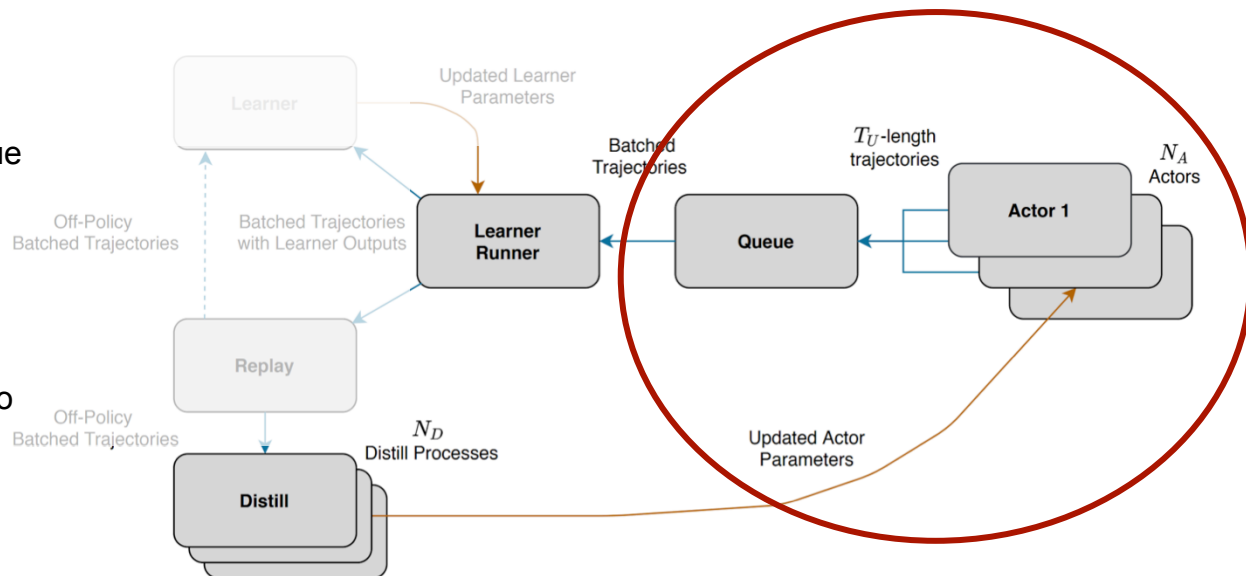 Updated Learner
Parameters
Learner
ue
Batched
Trajectories
T_U-length
trajectories
N_A
Actors
Actor 1
Off-Policy
Batched Trajectories
Batched Trajectories
with Learner Outputs
Learner
Runner
Queue
Replay
o
Off-Policy
Batched Trajectories
N_D
Distill Processes
Updated Actor
Parameters
Distill